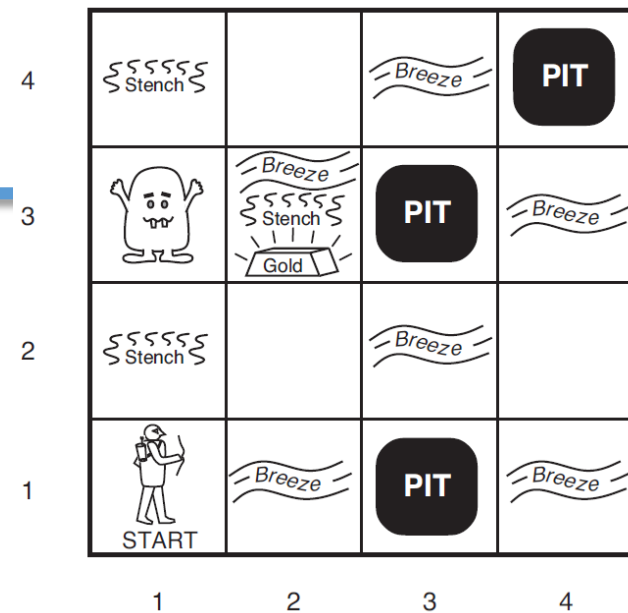 4
Stench
Breeze
PIT
3
Breeze
Stench
Gold
PIT
Breeze
2
Stench
Breeze
1
START
Breeze
PIT
Breeze
1 2 3 4